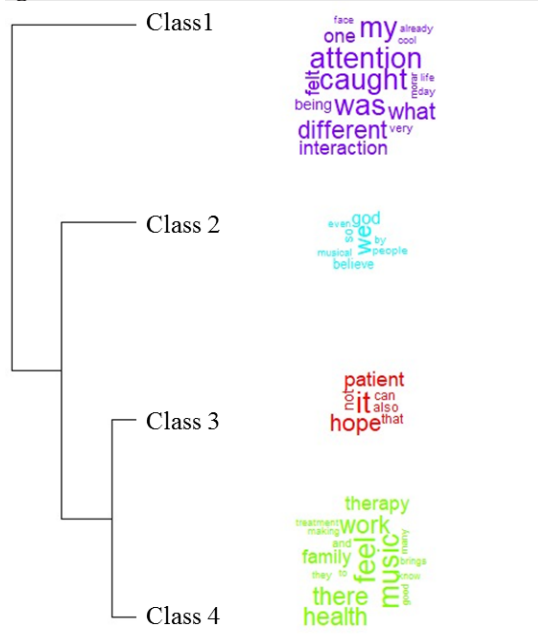 Class1
face my already
one cool
attention
felt caught morar life
day
being was what
different very
interaction
Class 2
even god
so we by
musical people
believe
patient
not it can
also
hope that
Class 3
therapy
treatment work
making
and feel music many
family brings
they to know
there good
health
Class 4